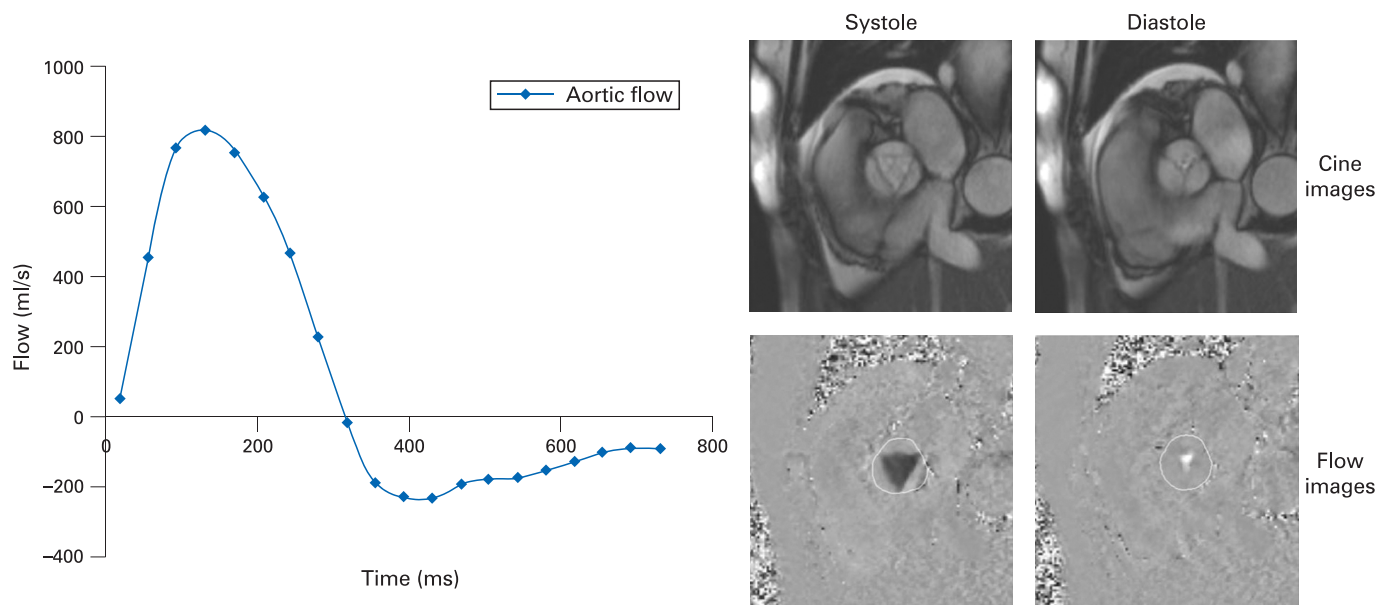 Systole
Diastole
1000
800
600
400
200
0
–200
–400
0
200
400
600
800
Flow (ml/s)
Time (ms)
Aortic flow
Cine
images
Flow
images